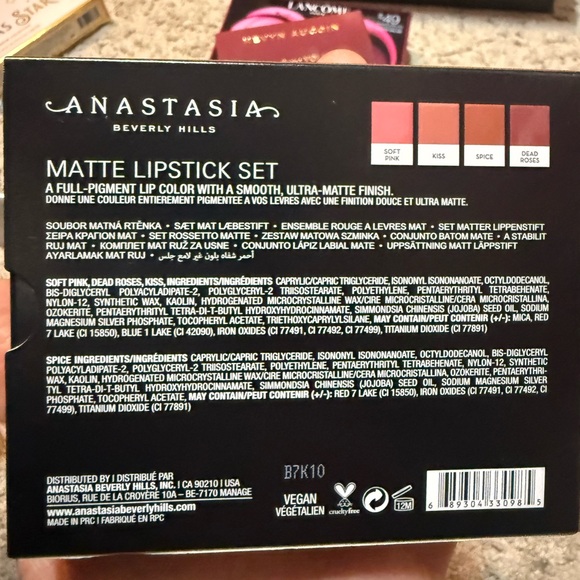 LANCÔME
$49
KEVYN AUCOIN
STAR
ANASTASIA
BEVERLY HILLS
SOFT PINK
KISS
SPICE
DEAD ROSES
MATTE LIPSTICK SET
A FULL-PIGMENT LIP COLOR WITH A SMOOTH, ULTRA-MATTE FINISH.
DONNE UNE COULEUR ENTIEREMENT PIGMENTEE A VOS LEVRES AVEC UNE FINITION DOUCE ET ULTRA MATTE.
SOUBOR MATNÁ RTĚNKA • SÆT MAT LÆBESTIFT • ENSEMBLE ROUGE A LEVRES MAT • SET MATTER LIPPENSTIFT
ΣΕΙΡΑ ΚΡΑΓΙΟΝ ΜΑΤ • SET ROSSETTO MATTE • ZESTAW MATOWA SZMINKA • CONJUNTO BATOM MATE • A STABILIT
RUJ MAT • КОМПЛЕТ МАТ RUŽ ZA USNE • CONJUNTO LÁPIZ LABIAL MATE • UPPSÄTTNING MATT LÄPPSTIFT
AYARLAMAK MAT RUJ • أحمر شفاه بلون غير لامع جلس
SOFT PINK, DEAD ROSES, KISS, INGREDIENTS/INGRÉDIENTS CAPRYLIC/CAPRIC TRIGLYCERIDE, ISONONYL ISONONANOATE, OCTYLDODECANOL,
BIS-DIGLYCERYL POLYACYLADIPATE-2, POLYGLYCERYL-2 TRIISOSTEARATE, POLYETHYLENE, PENTAERYTHRITYL TETRABEHENATE,
NYLON-12, SYNTHETIC WAX, KAOLIN, HYDROGENATED MICROCRYSTALLINE WAX/CIRE MICROCRISTALLINE/CERA MICROCRISTALLINA,
OZOKERITE, PENTAERYTHRITYL TETRA-DI-T-BUTYL HYDROXYHYDROCINNAMATE, SIMMONDSIA CHINENSIS (JOJOBA) SEED OIL, SODIUM
MAGNESIUM SILVER PHOSPHATE, TOCOPHERYL ACETATE, TRIETHOXYCAPRYLYLSILANE, MAY CONTAIN/PEUT CONTENIR (+/-): MICA, RED
7 LAKE (CI 15850), BLUE 1 LAKE (CI 42090), IRON OXIDES (CI 77491, CI 77492, CI 77499), TITANIUM DIOXIDE (CI 77891)
SPICE INGREDIENTS/INGRÉDIENTS CAPRYLIC/CAPRIC TRIGLYCERIDE, ISONONYL ISONONANOATE, OCTYLDODECANOL, BIS-DIGLYCERYL
POLYACYLADIPATE-2, POLYGLYCERYL-2 TRIISOSTEARATE, POLYETHYLENE, PENTAERYTHRITYL TETRABEHENATE, NYLON-12, SYNTHETIC
WAX, KAOLIN, HYDROGENATED MICROCRYSTALLINE WAX/CIRE MICROCRISTALLINE/CERA MICROCRISTALLINA, OZOKERITE, PENTAERYTHRI-
TYL TETRA-DI-T-BUTYL HYDROXYHYDROCINNAMATE, SIMMONDSIA CHINENSIS (JOJOBA) SEED OIL, SODIUM MAGNESIUM SILVER
PHOSPHATE, TOCOPHERYL ACETATE, MAY CONTAIN/PEUT CONTENIR (+/-): RED 7 LAKE (CI 15850), IRON OXIDES (CI 77491, CI 77492, CI
77499), TITANIUM DIOXIDE (CI 77891)
DISTRIBUTED BY | DISTRIBUÉ PAR
ANASTASIA BEVERLY HILLS, INC. | CA 90210 | USA
BIORIUS, RUE DE LA CROYÈRE 10A – BE-7170 MANAGE
www.anastasiabeverlyhills.com
MADE IN PRC | FABRIQUÉ EN RPC
B7K10
VEGAN
VÉGÉTALIEN
crueltyfree
12M
6 89304 33098 5